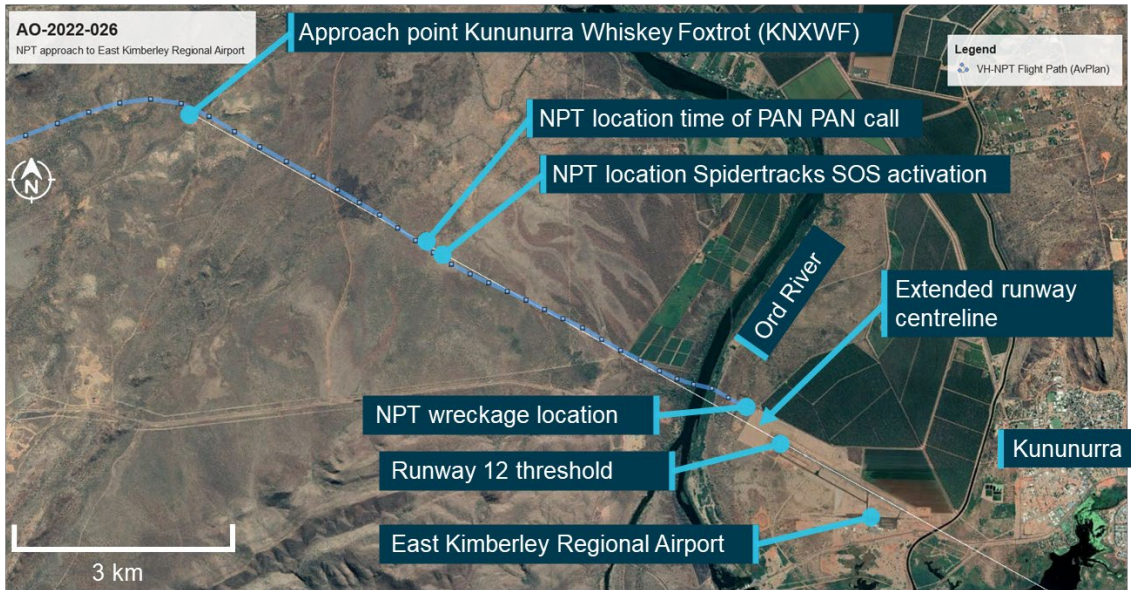 AO-2022-026
NPT approach to East Kimberley Regional Airport
Approach point Kununurra Whiskey Foxtrot (KNXWF)
Legend
VH-NPT Flight Path (AvPlan)
NPT location time of PAN PAN call
NPT location Spidertracks SOS activation
N
Ord River
Extended runway
centreline
NPT wreckage location
Kununurra
Runway 12 threshold
East Kimberley Regional Airport
3 km